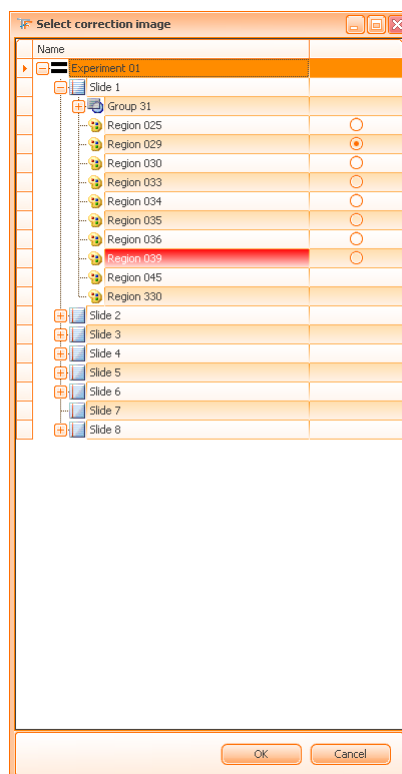 Select correction image
Name
Experiment 01
Slide 1
Group 31
Region 025
Region 029
Region 030
Region 033
Region 034
Region 035
Region 036
Region 039
Region 045
Region 330
Slide 2
Slide 3
Slide 4
Slide 5
Slide 6
Slide 7
Slide 8
OK Cancel